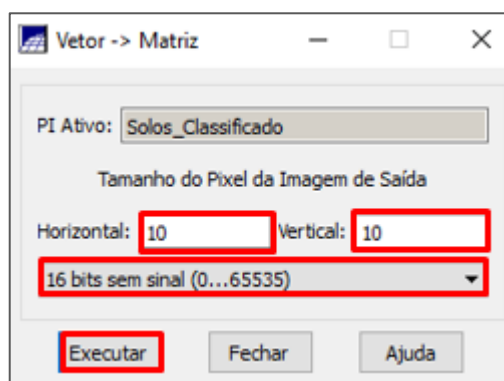 Vetor -> Matriz
PI Ativo: Solos_Classificado
Tamanho do Pixel da Imagem de Saída
Horizontal: 10 Vertical: 10
16 bits sem sinal (0...65535)
Executar Fechar Ajuda